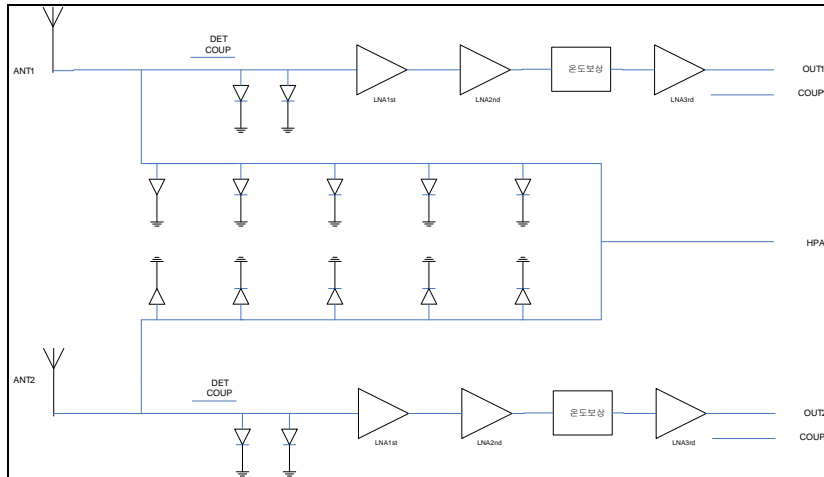 DET
COUP
ANT1
OUT1
LNA1st
LNA2nd
온도보상
LNA3rd
COUP1
HPA
ANT2
DET
COUP
OUT2
LNA1st
LNA2nd
온도보상
LNA3rd
COUP